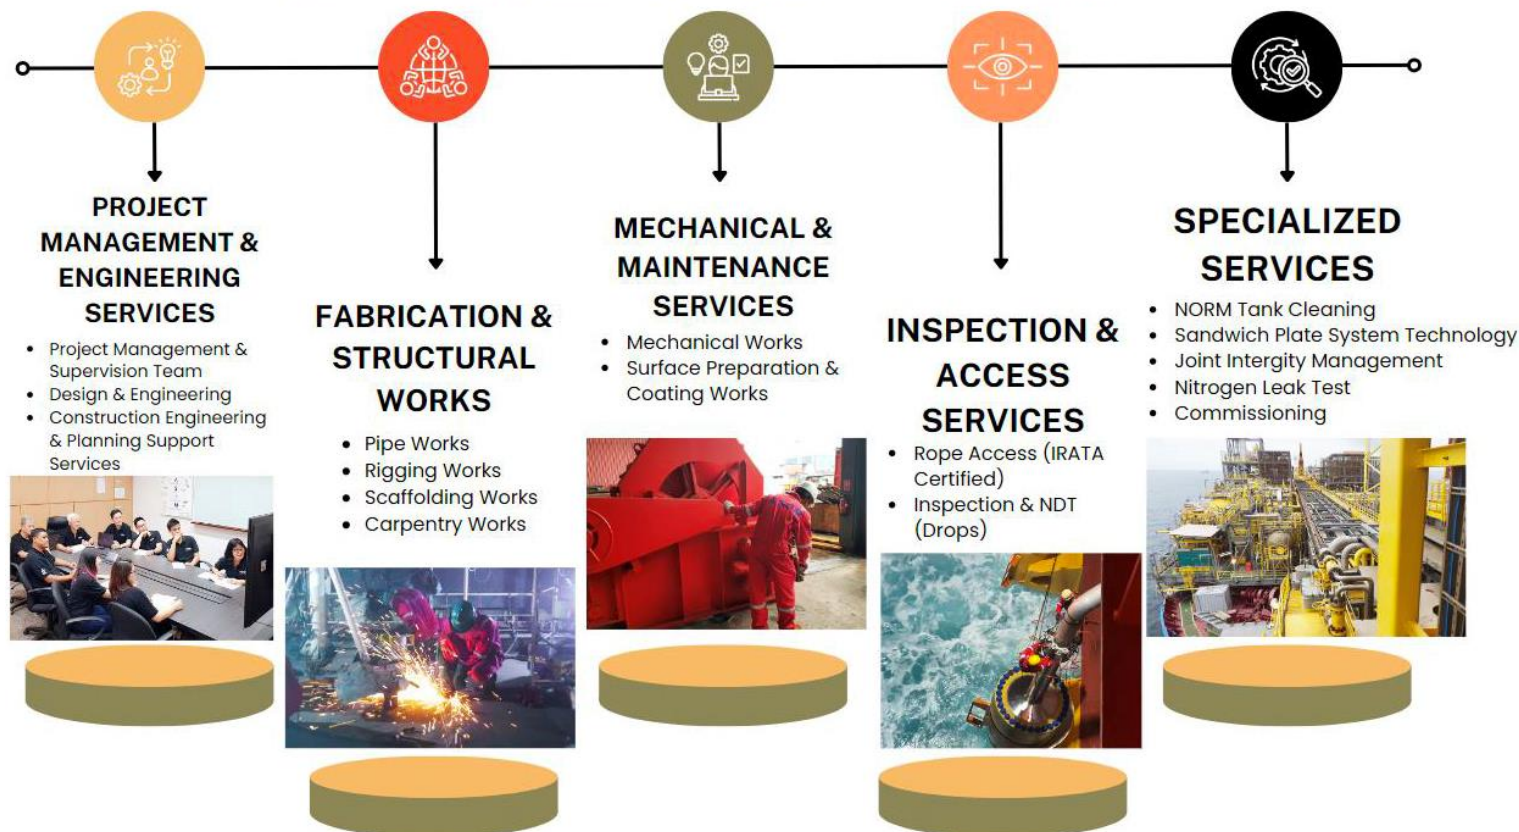 PROJECT
MANAGEMENT &
ENGINEERING
SERVICES
• Project Management &
Supervision Team
• Design & Engineering
• Construction Engineering
& Planning Support
Services
FABRICATION &
STRUCTURAL
WORKS
• Pipe Works
• Rigging Works
• Scaffolding Works
• Carpentry Works
MECHANICAL &
MAINTENANCE
SERVICES
• Mechanical Works
• Surface Preparation &
Coating Works
INSPECTION &
ACCESS
SERVICES
• Rope Access (IRATA
Certified)
• Inspection & NDT
(Drops)
SPECIALIZED
SERVICES
• NORM Tank Cleaning
• Sandwich Plate System Technology
• Joint Intergity Management
• Nitrogen Leak Test
• Commissioning